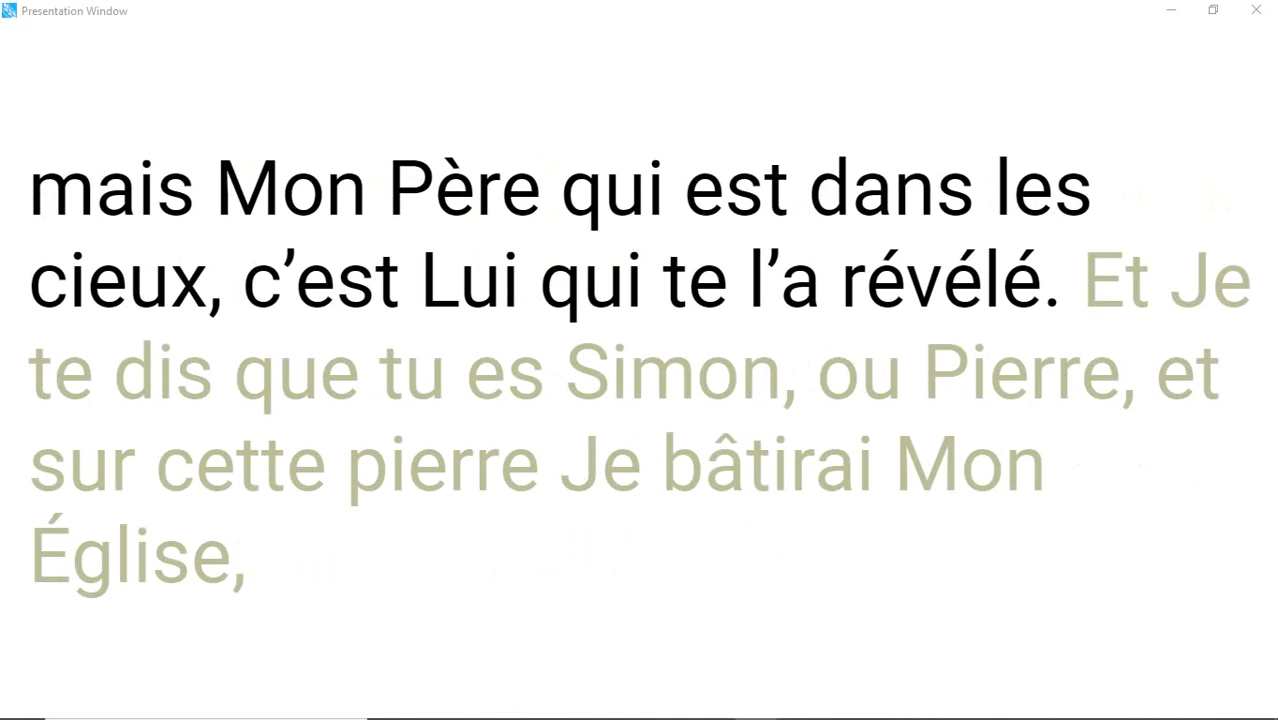 Presentation Window
mais Mon Père qui est dans les
cieux, c’est Lui qui te l’a révélé. Et Je
te dis que tu es Simon, ou Pierre, et
sur cette pierre Je bâtirai Mon
Église,